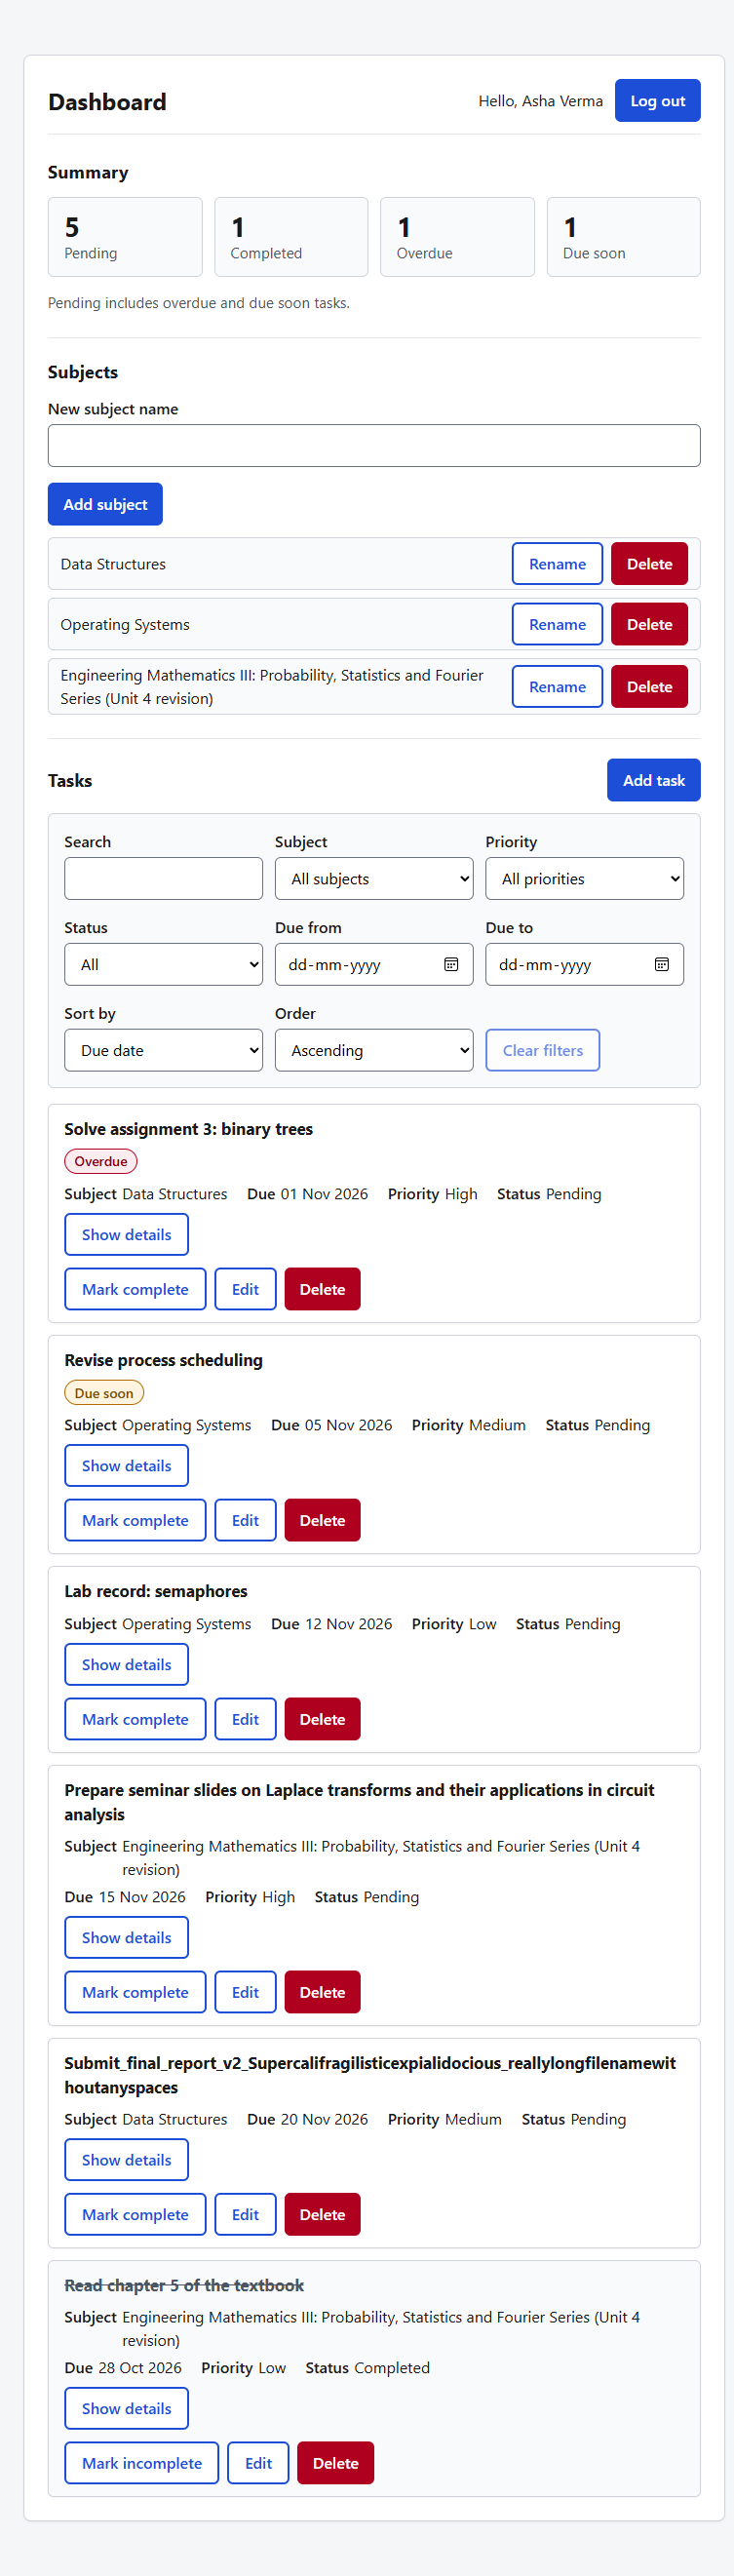 Dashboard
Hello, Asha Verma
Log out
Summary
5
Pending
1
Completed
1
Overdue
1
Due soon
Pending includes overdue and due soon tasks.
Subjects
New subject name
Add subject
Data Structures
Rename
Delete
Operating Systems
Rename
Delete
Engineering Mathematics III: Probability, Statistics and Fourier
Series (Unit 4 revision)
Rename
Delete
Tasks
Add task
Search
Subject
Priority
All subjects
All priorities
Status
Due from
Due to
All
dd-mm-yyyy
dd-mm-yyyy
Sort by
Order
Due date
Ascending
Clear filters
Solve assignment 3: binary trees
Overdue
Subject Data Structures Due 01 Nov 2026 Priority High Status Pending
Show details
Mark complete
Edit
Delete
Revise process scheduling
Due soon
Subject Operating Systems Due 05 Nov 2026 Priority Medium Status Pending
Show details
Mark complete
Edit
Delete
Lab record: semaphores
Subject Operating Systems Due 12 Nov 2026 Priority Low Status Pending
Show details
Mark complete
Edit
Delete
Prepare seminar slides on Laplace transforms and their applications in circuit
analysis
Subject Engineering Mathematics III: Probability, Statistics and Fourier Series (Unit 4
revision)
Due 15 Nov 2026 Priority High Status Pending
Show details
Mark complete
Edit
Delete
Submit_final_report_v2_Supercalifragilisticexpialidocious_reallylongfilenamewit
houtanyspaces
Subject Data Structures Due 20 Nov 2026 Priority Medium Status Pending
Show details
Mark complete
Edit
Delete
Read chapter 5 of the textbook
Subject Engineering Mathematics III: Probability, Statistics and Fourier Series (Unit 4
revision)
Due 28 Oct 2026 Priority Low Status Completed
Show details
Mark incomplete
Edit
Delete